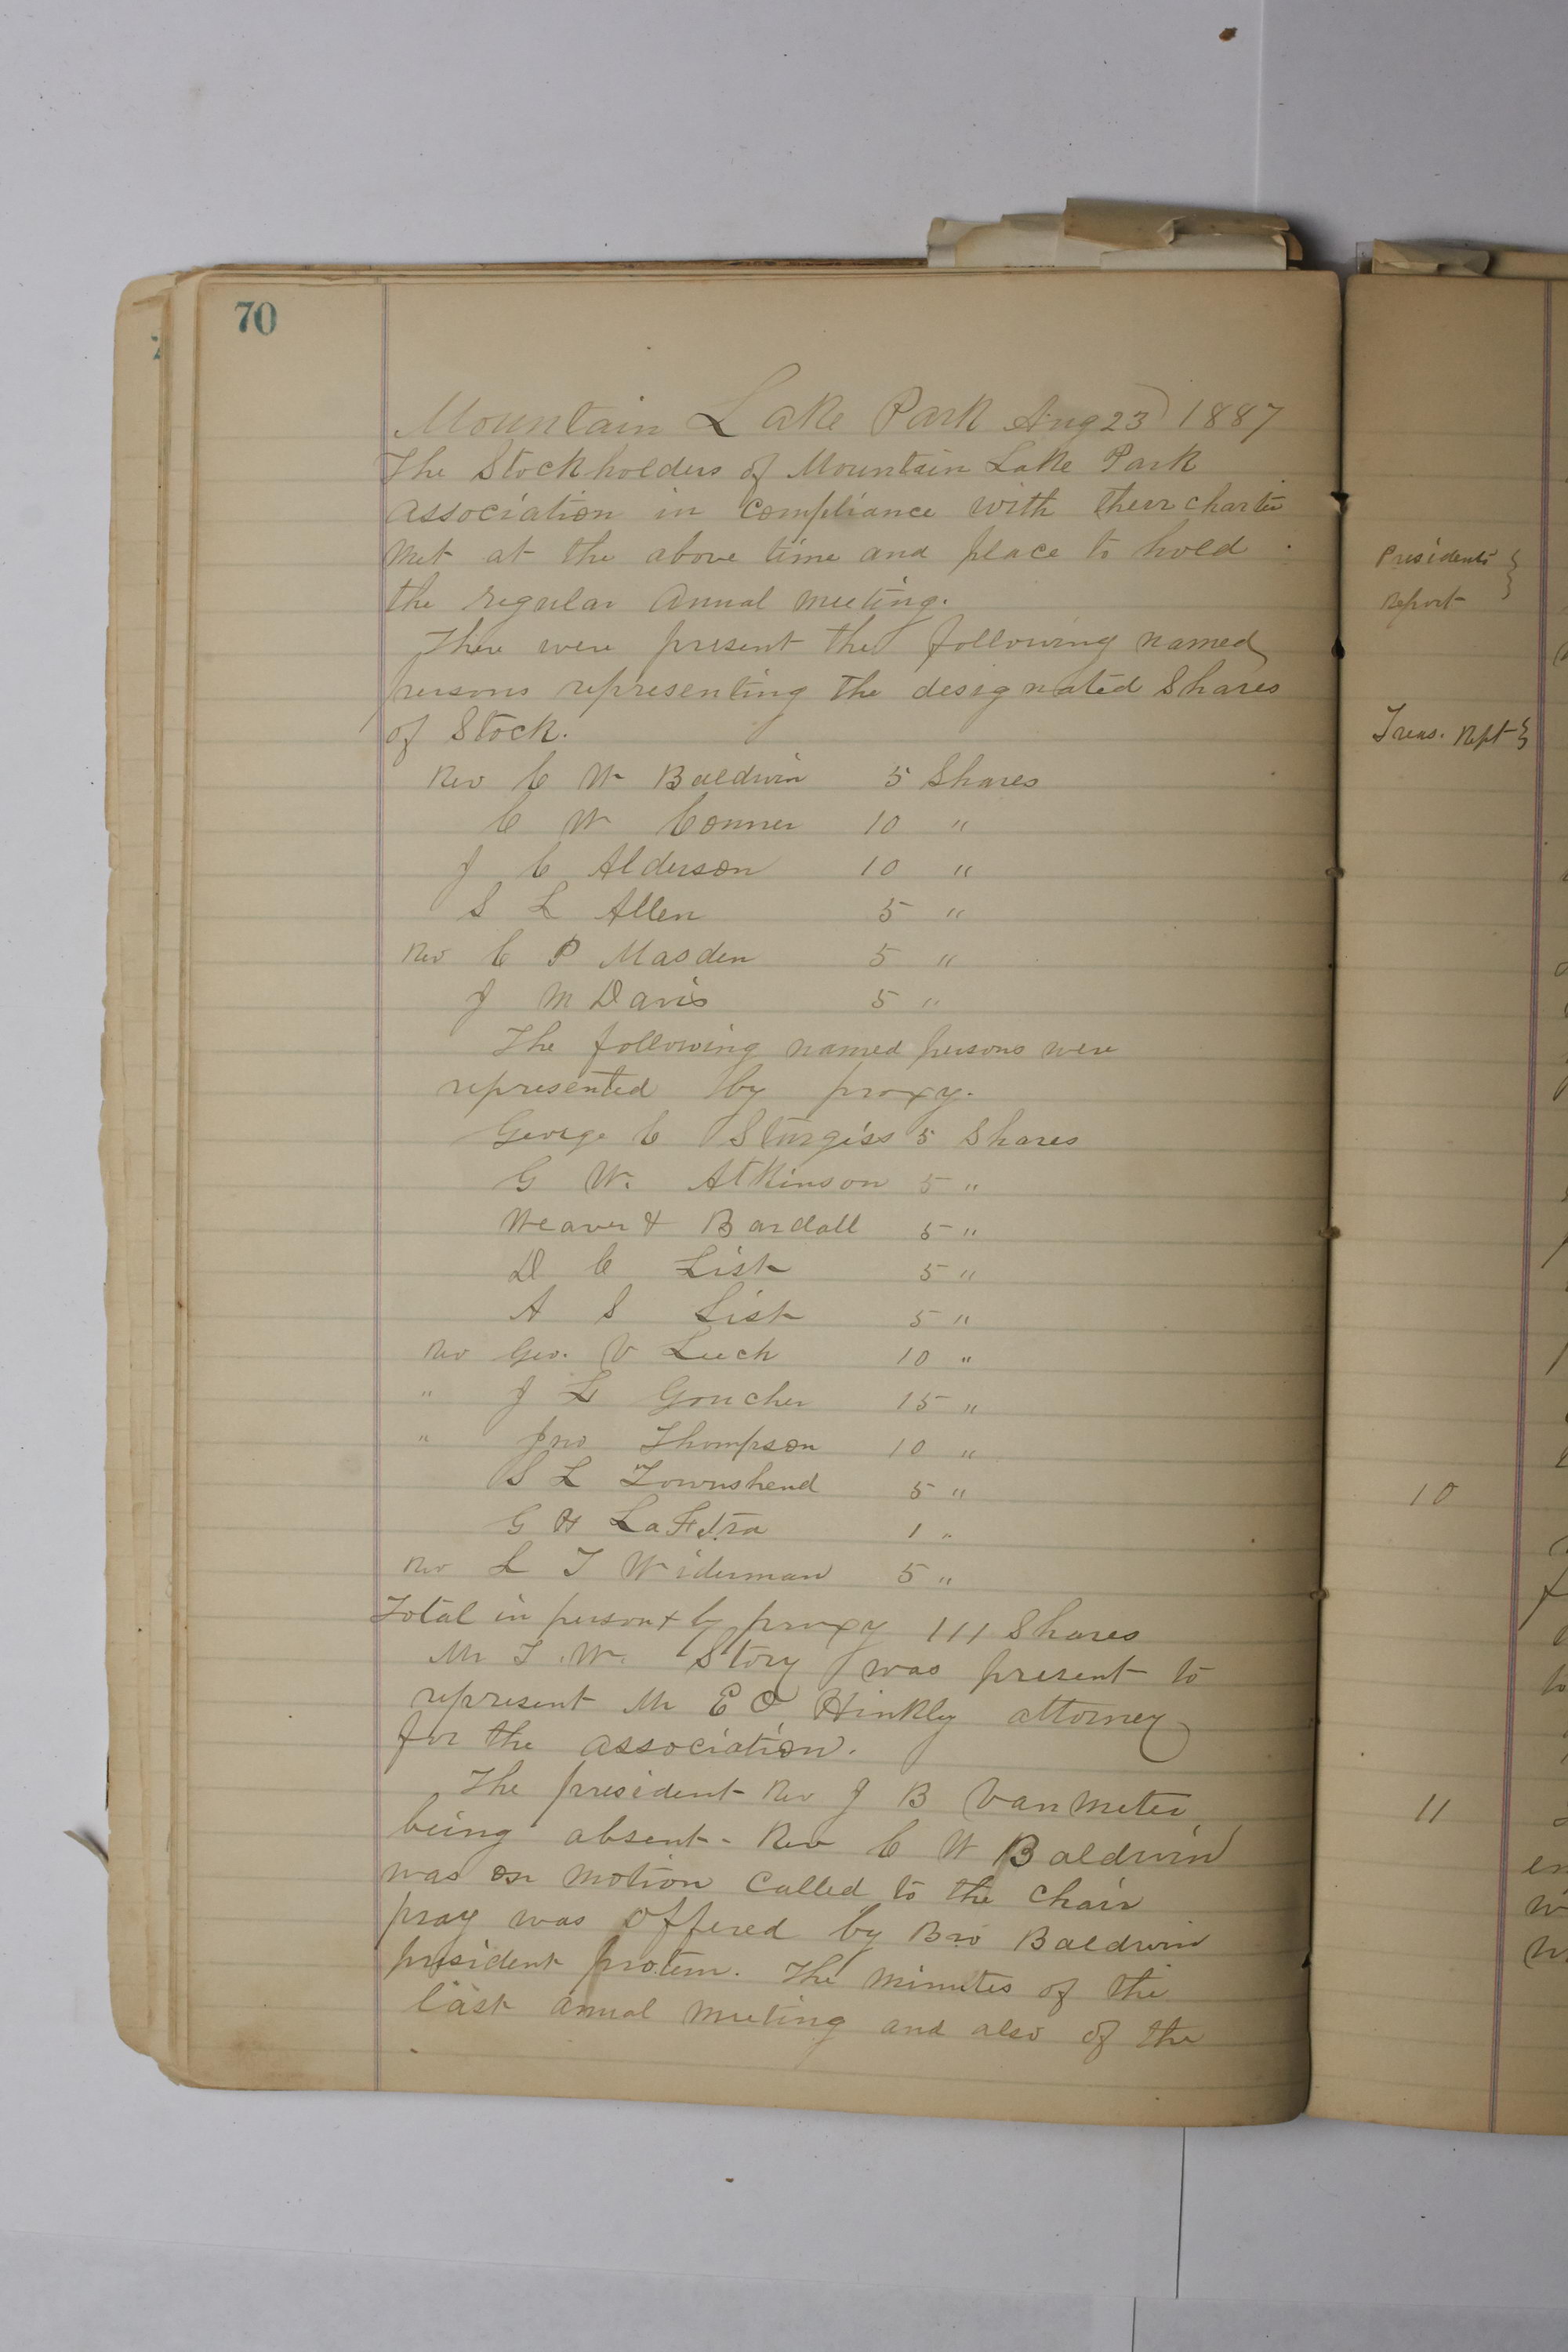 70
Mountain Lake Park Aug 23 1887
The Stockholders of Mountain Lake Park
association in compliance with their charter
met at the above time and place to hold
the regular Annual meeting.
There were present the following named
persons representing the designated Shares
of Stock.
Rev C W Baldwin 5 Shares
C W Conner 10 "
J C Alderson 10 "
S L Allen 5 "
Rev C P Masden 5 "
J M Davis 5 "
The following named persons were
represented by proxy.
George C Sturgiss 5 Shares
G W. Atkinson 5 "
Weaver & Bardall 5 "
D C List 5 "
A S List 5 "
Rev Geo. V Leech 10 "
" J F Goucher 15 "
" Jno Thompson 10 "
S L Townshend 5 "
G H LaFetra 1 "
Rev L T Widerman 5 "
Total in person & by proxy 111 Shares
Mr T. W. Story was present to
represent Mr E O Hinkly attorney
for the association.
The president Rev J B Van Meter
being absent - Rev C W Baldwin
was on motion called to the chair
pray was offered by Bro Baldwin
president protem. The minutes of the
last annual meeting and also of the
Presidents
Report
Treas. Rept
10
11